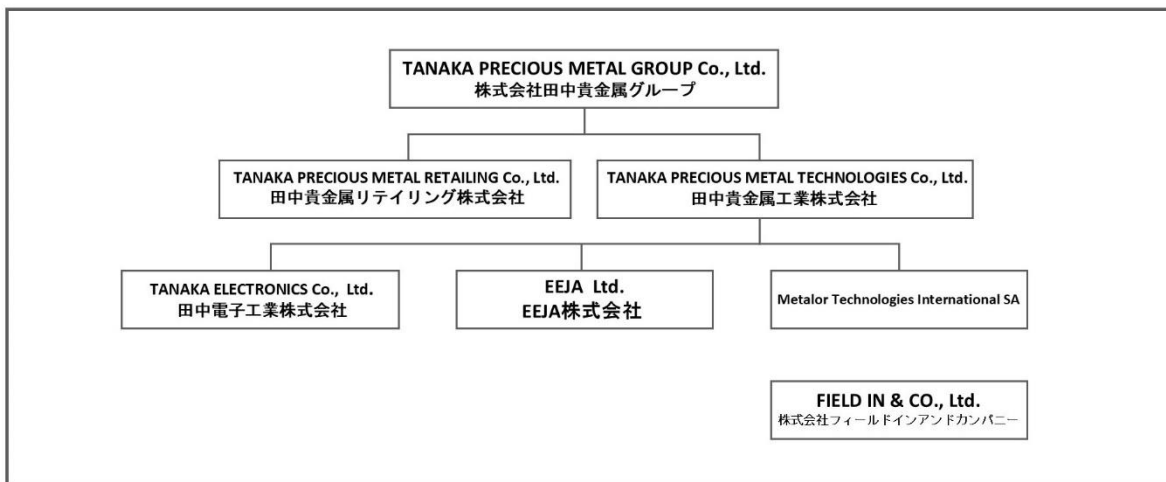 TANAKA PRECIOUS METAL GROUP Co., Ltd.
株式会社田中貴金属グループ
TANAKA PRECIOUS METAL RETAILING Co., Ltd.
田中貴金属リテイリング株式会社
TANAKA PRECIOUS METAL TECHNOLOGIES Co., Ltd.
田中貴金属工業株式会社
TANAKA ELECTRONICS Co., Ltd.
田中電子工業株式会社
EEJA Ltd.
EEJA株式会社
Metalor Technologies International SA
FIELD IN & CO., Ltd.
株式会社フィールドインアンドカンパニー